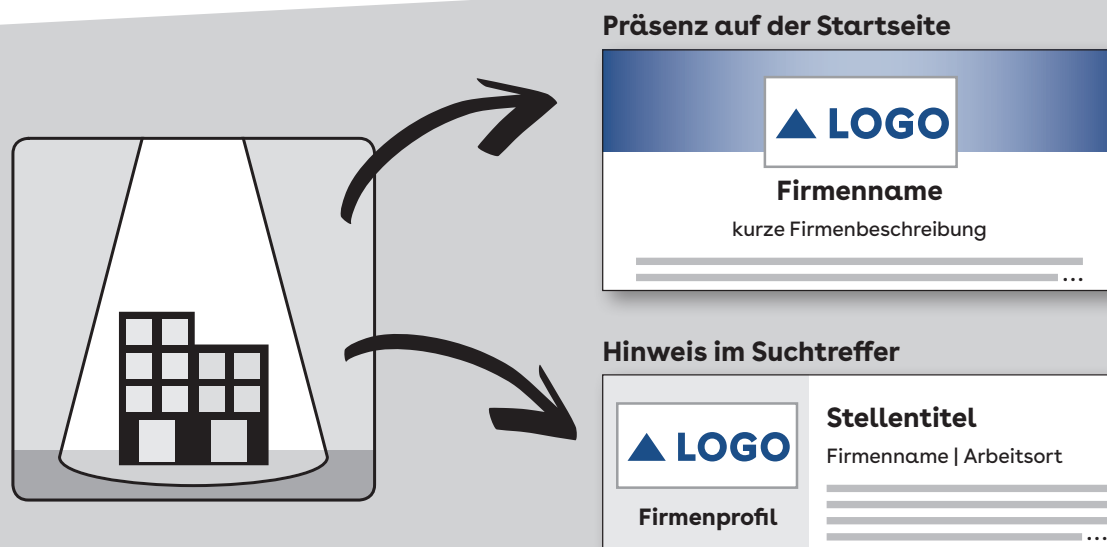 Präsenz auf der Startseite
LOGO
Firmenname
kurze Firmenbeschreibung
...
Hinweis im Suchtreffer
LOGO
Firmenprofil
Stellentitel
Firmenname | Arbeitsort
...